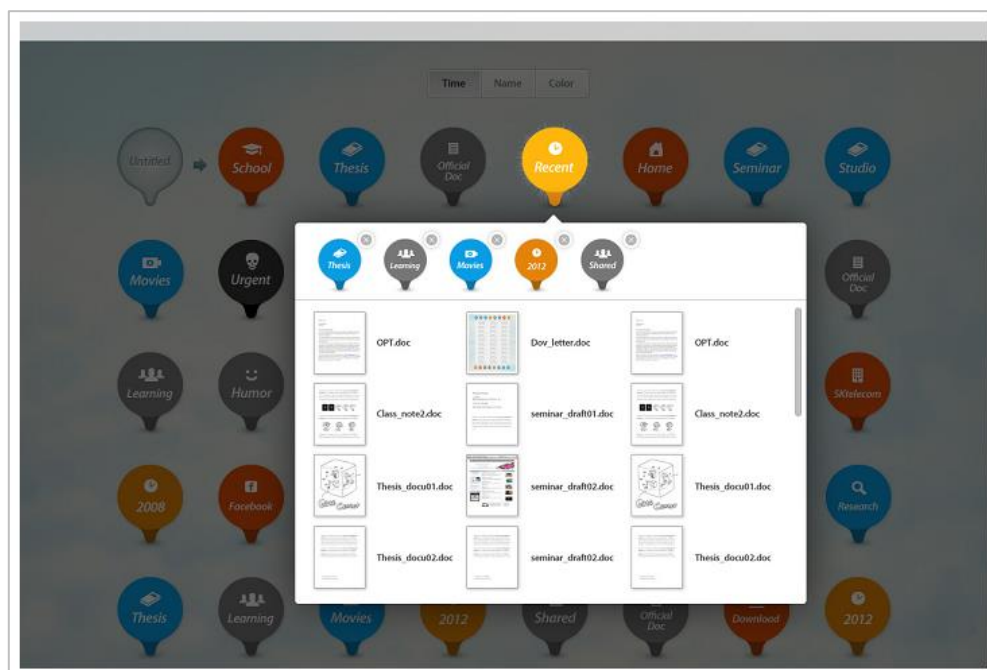 Time Name Color
Untitled School Thesis Official Doc Recent Home Seminar Studio
Movies Urgent Official Doc
Thesis Learning Movies 2012 Shared
OPT.doc Dov_letter.doc OPT.doc
Learning Humor SKtelecom
Class_note2.doc seminar_draft01.doc Class_note2.doc
2008 Facebook Research
Thesis_docu01.doc seminar_draft02.doc Thesis_docu01.doc
Thesis_docu02.doc seminar_draft02.doc Thesis_docu02.doc
Thesis Learning Movies 2012 Shared Official Doc Download 2012